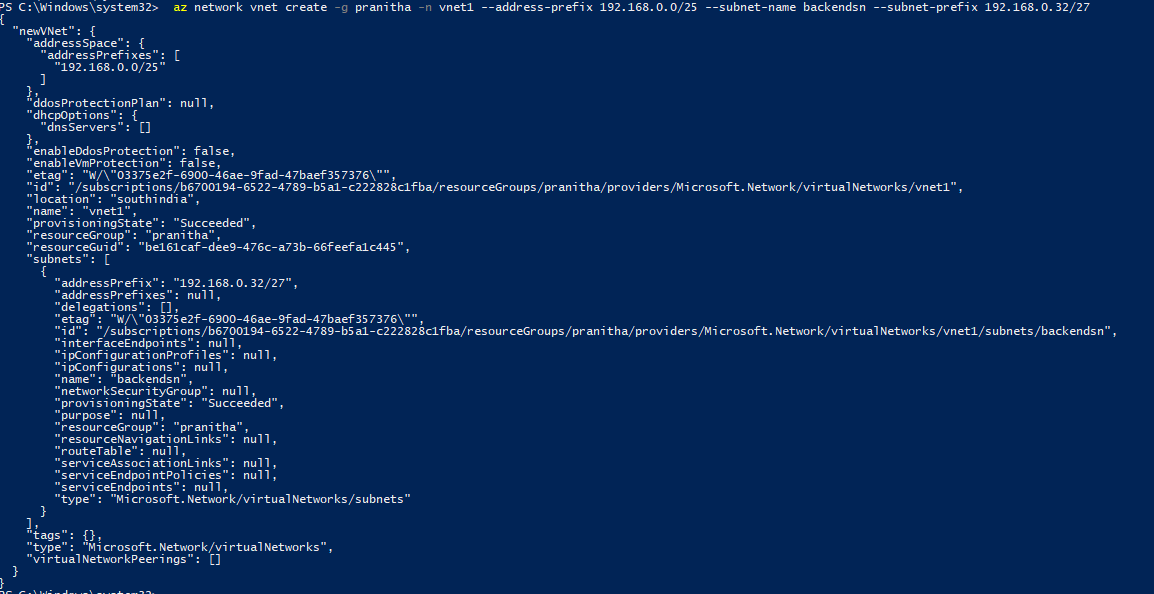 PS C:\Windows\system32>  az network vnet create -g pranitha -n vnet1 --address-prefix 192.168.0.0/25 --subnet-name backendsn --subnet-prefix 192.168.0.32/27
{
  "newVNet": {
    "addressSpace": {
      "addressPrefixes": [
        "192.168.0.0/25"
      ]
    },
    "ddosProtectionPlan": null,
    "dhcpOptions": {
      "dnsServers": []
    },
    "enableDdosProtection": false,
    "enableVmProtection": false,
    "etag": "W/\"03375e2f-6900-46ae-9fad-47baef357376\"",
    "id": "/subscriptions/b6700194-6522-4789-b5a1-c222828c1fba/resourceGroups/pranitha/providers/Microsoft.Network/virtualNetworks/vnet1",
    "location": "southindia",
    "name": "vnet1",
    "provisioningState": "Succeeded",
    "resourceGroup": "pranitha",
    "resourceGuid": "be161caf-dee9-476c-a73b-66feefa1c445",
    "subnets": [
      {
        "addressPrefix": "192.168.0.32/27",
        "addressPrefixes": null,
        "delegations": [],
        "etag": "W/\"03375e2f-6900-46ae-9fad-47baef357376\"",
        "id": "/subscriptions/b6700194-6522-4789-b5a1-c222828c1fba/resourceGroups/pranitha/providers/Microsoft.Network/virtualNetworks/vnet1/subnets/backendsn",
        "interfaceEndpoints": null,
        "ipConfigurationProfiles": null,
        "ipConfigurations": null,
        "name": "backendsn",
        "networkSecurityGroup": null,
        "provisioningState": "Succeeded",
        "purpose": null,
        "resourceGroup": "pranitha",
        "resourceNavigationLinks": null,
        "routeTable": null,
        "serviceAssociationLinks": null,
        "serviceEndpointPolicies": null,
        "serviceEndpoints": null,
        "type": "Microsoft.Network/virtualNetworks/subnets"
      }
    ],
    "tags": {},
    "type": "Microsoft.Network/virtualNetworks",
    "virtualNetworkPeerings": []
  }
}
PS C:\Windows\system32>